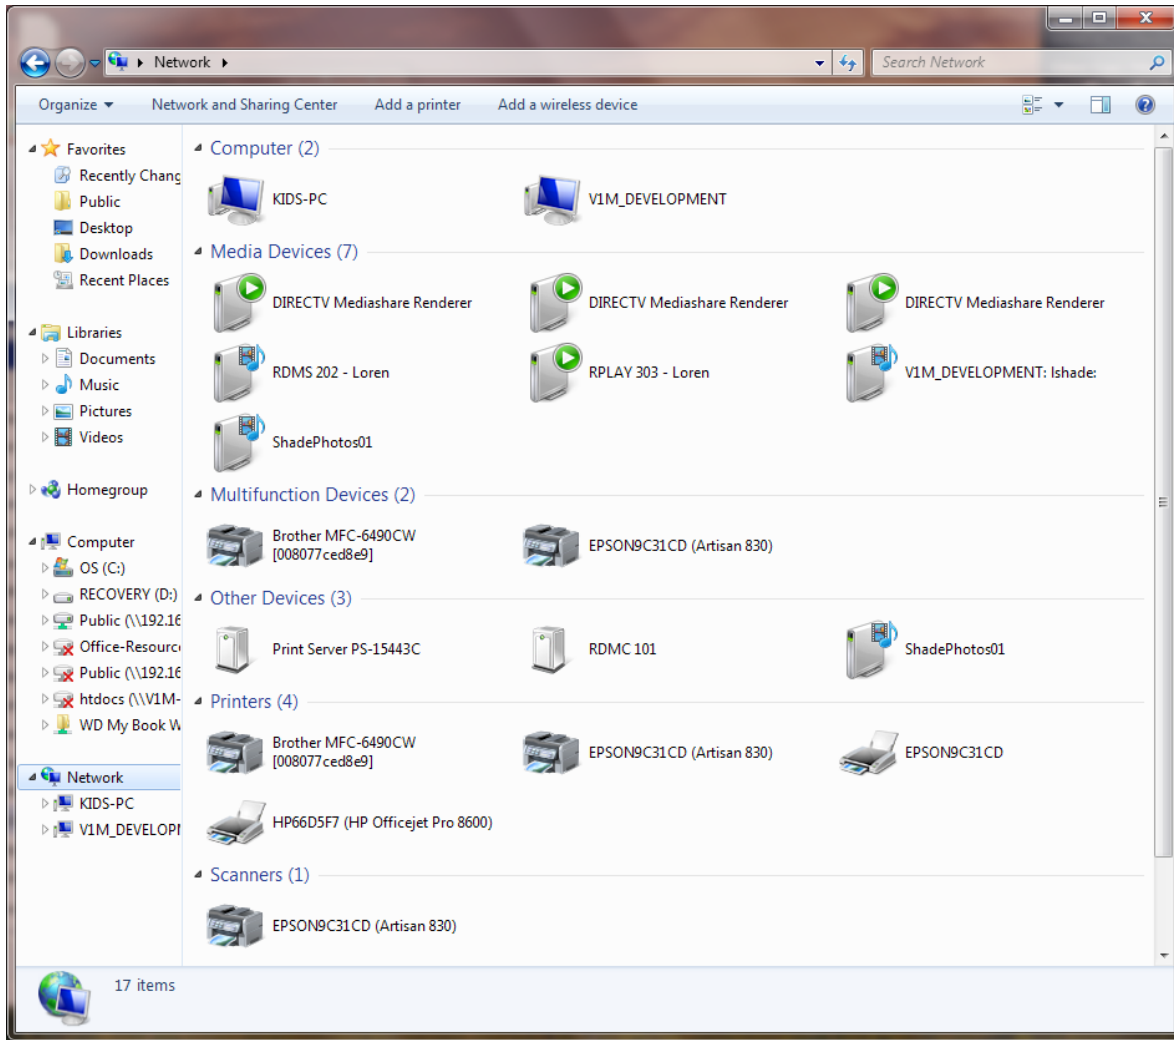 Network
Search Network
Organize
Network and Sharing Center
Add a printer
Add a wireless device
Favorites
Recently Chang
Public
Desktop
Downloads
Recent Places
Libraries
Documents
Music
Pictures
Videos
Homegroup
Computer
OS (C:)
RECOVERY (D:)
Public (\\192.16
Office-Resourc
Public (\\192.16
htdocs (\\V1M-
WD My Book W
Network
KIDS-PC
V1M_DEVELOP
Computer (2)
KIDS-PC
V1M_DEVELOPMENT
Media Devices (7)
DIRECTV Mediashare Renderer
DIRECTV Mediashare Renderer
DIRECTV Mediashare Renderer
RDMS 202 - Loren
RPLAY 303 - Loren
V1M_DEVELOPMENT: lshade:
ShadePhotos01
Multifunction Devices (2)
Brother MFC-6490CW
[008077ced8e9]
EPSON9C31CD (Artisan 830)
Other Devices (3)
Print Server PS-15443C
RDMC 101
ShadePhotos01
Printers (4)
Brother MFC-6490CW
[008077ced8e9]
EPSON9C31CD (Artisan 830)
EPSON9C31CD
HP66D5F7 (HP Officejet Pro 8600)
Scanners (1)
EPSON9C31CD (Artisan 830)
17 items